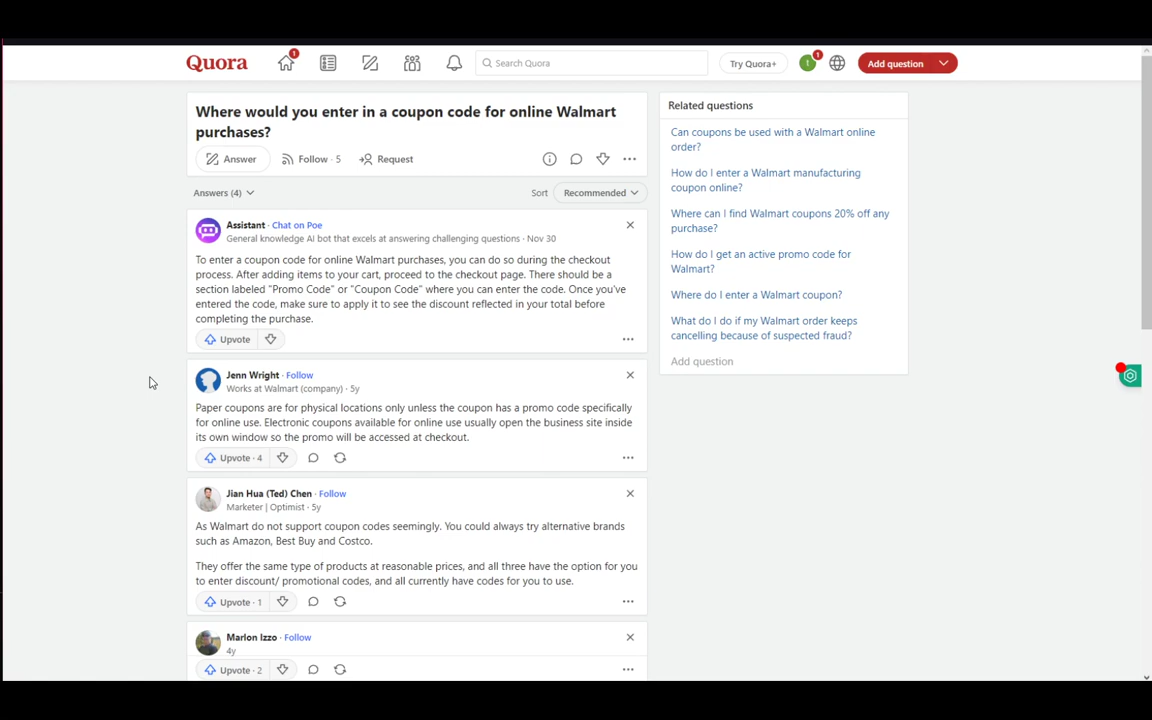 Quora
1
Search Quora
Try Quora+
1
1
Add question
Where would you enter in a coupon code for online Walmart
purchases?
Answer
Follow · 5
Request
Answers (4)
Sort
Recommended
Assistant · Chat on Poe
General knowledge AI bot that excels at answering challenging questions · Nov 30
To enter a coupon code for online Walmart purchases, you can do so during the checkout
process. After adding items to your cart, proceed to the checkout page. There should be a
section labeled "Promo Code" or "Coupon Code" where you can enter the code. Once you've
entered the code, make sure to apply it to see the discount reflected in your total before
completing the purchase.
Upvote
Jenn Wright · Follow
Works at Walmart (company) · 5y
Paper coupons are for physical locations only unless the coupon has a promo code specifically
for online use. Electronic coupons available for online use usually open the business site inside
its own window so the promo will be accessed at checkout.
Upvote · 4
Jian Hua (Ted) Chen · Follow
Marketer | Optimist · 5y
As Walmart do not support coupon codes seemingly. You could always try alternative brands
such as Amazon, Best Buy and Costco.
They offer the same type of products at reasonable prices, and all three have the option for you
to enter discount/ promotional codes, and all currently have codes for you to use.
Upvote · 1
Marlon Izzo · Follow
4y
Upvote · 2
Related questions
Can coupons be used with a Walmart online
order?
How do I enter a Walmart manufacturing
coupon online?
Where can I find Walmart coupons 20% off any
purchase?
How do I get an active promo code for
Walmart?
Where do I enter a Walmart coupon?
What do I do if my Walmart order keeps
cancelling because of suspected fraud?
Add question